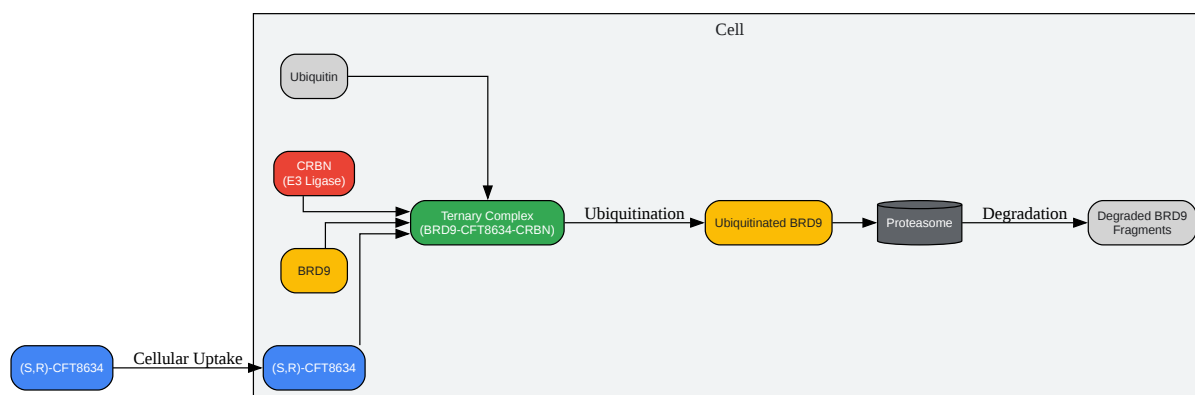 Cell
Ubiquitin
CRBN
(E3 Ligase)
Ternary Complex
(BRD9-CFT8634-CRBN)
Ubiquitination
Ubiquitinated BRD9
Proteasome
Degradation
Degraded BRD9
Fragments
BRD9
(S,R)-CFT8634
Cellular Uptake
(S,R)-CFT8634